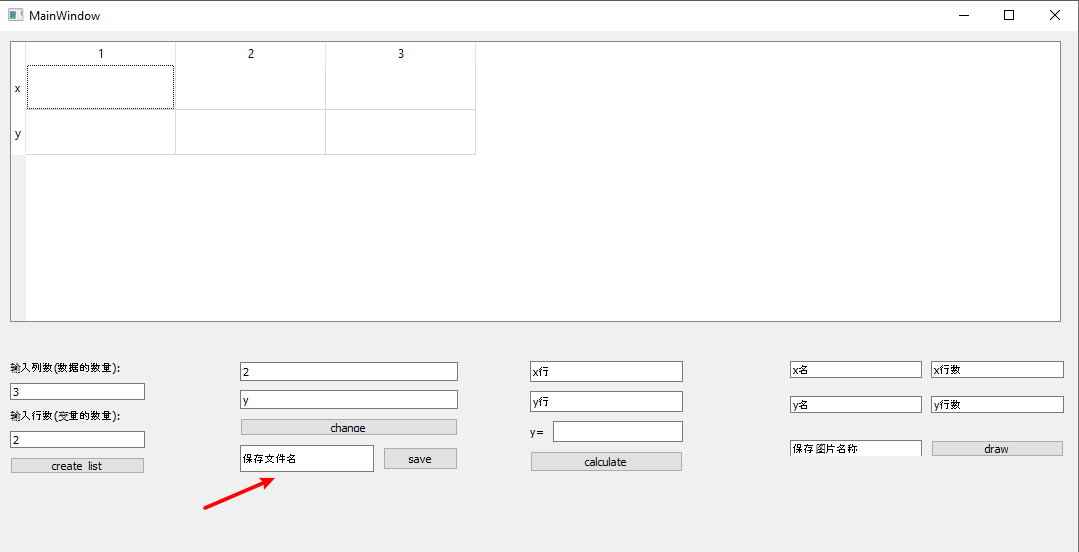 MainWindow
1 2 3
x
y
输入列数(数据的数量):
3
输入行数(变量的数量):
2
create list
2
y
change
保存文件名 save
x行
y行
y=
calculate
x名 x行数
y名 y行数
保存图片名称 draw